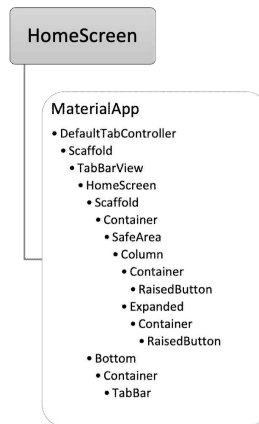 HomeScreen
MaterialApp
• DefaultTabController
• Scaffold
• TabBarView
• HomeScreen
• Scaffold
• Container
• SafeArea
• Column
• Container
• RaisedButton
• Expanded
• Container
• RaisedButton
• Bottom
• Container
• TabBar